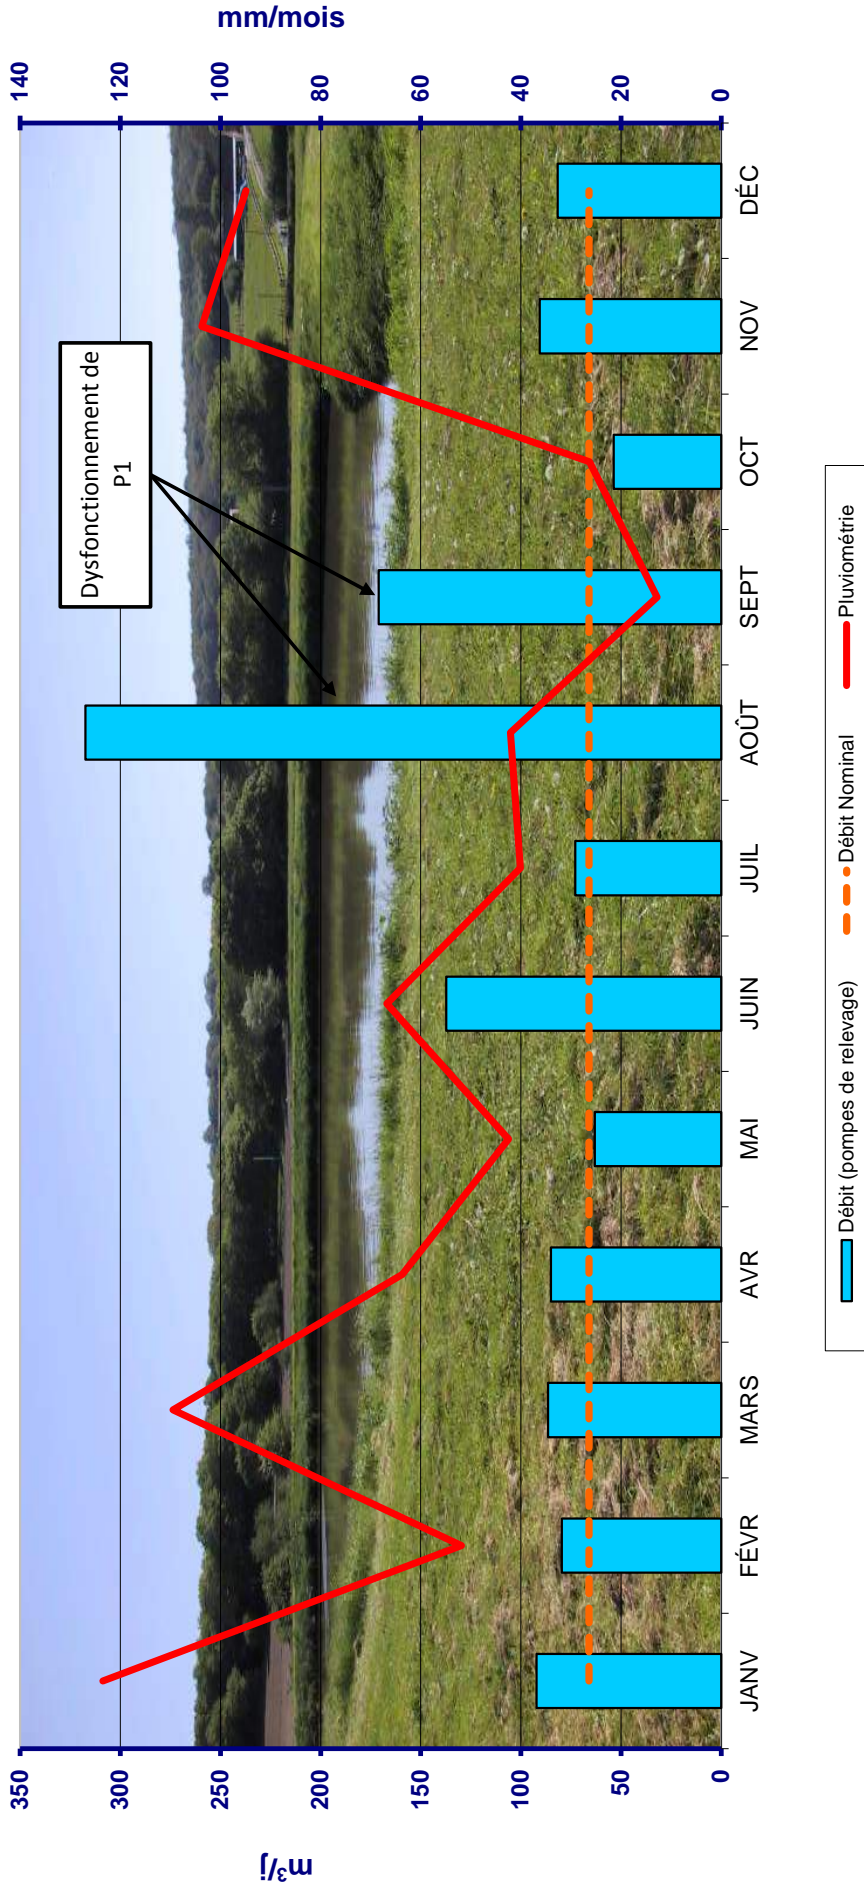 mm/mois
m³/j
350
300
250
200
150
100
50
0
140
120
100
80
60
40
20
0
Dysfonctionnement de
P1
JANV
FÉVR
MARS
AVR
MAI
JUIN
JUIL
AOÛT
SEPT
OCT
NOV
DÉC
Débit (pompes de relevage)
Débit Nominal
Pluviométrie